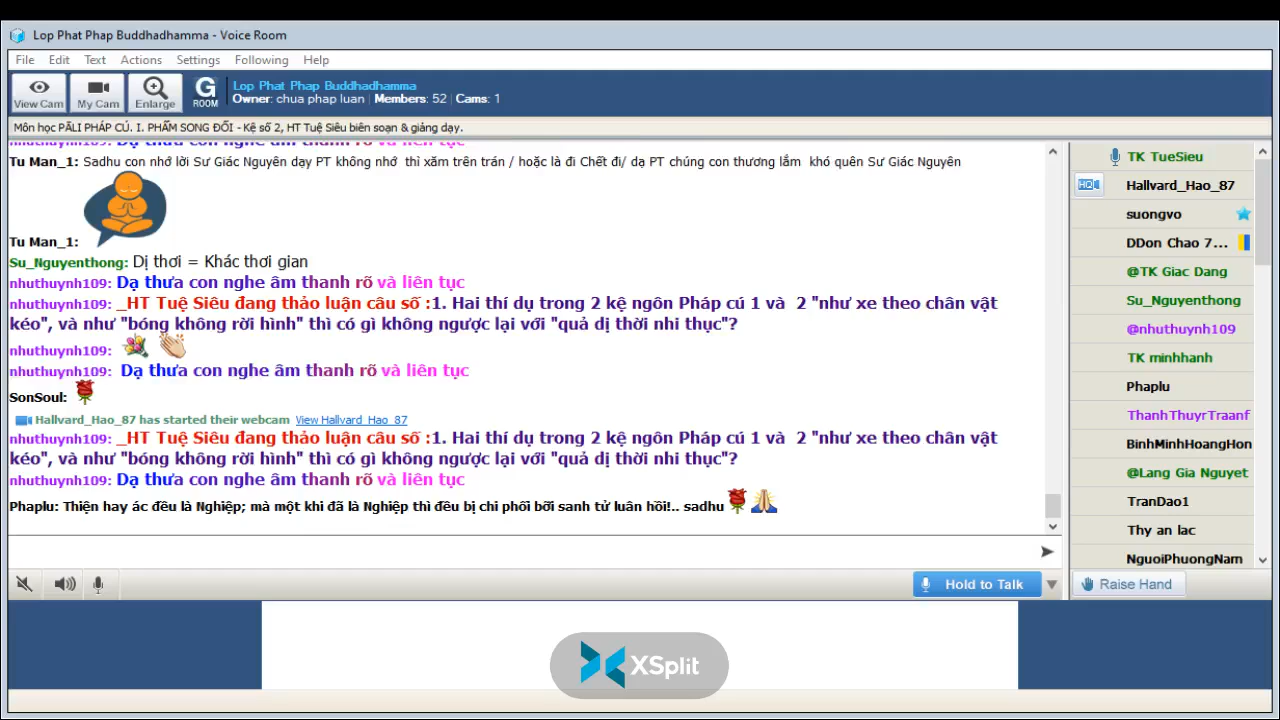 Lop Phat Phap Buddhadhamma - Voice Room
File Edit Text Actions Settings Following Help
View Cam My Cam Enlarge G ROOM
Lop Phat Phap Buddhadhamma
Owner: chua phap luan | Members: 52 | Cams: 1
Môn học PÃLI PHÁP CÚ. I. PHẨM SONG ĐỐI - Kệ số 2, HT Tuệ Siêu biên soạn & giảng dạy.
Tu Man_1: Sadhu con nhớ lời Sư Giác Nguyên dạy PT không nhớ thì xăm trên trán / hoặc là đi Chết đi/ dạ PT chúng con thương lắm khó quên Sư Giác Nguyên
Tu Man_1:
Su_Nguyenthong: Dị thơi = Khác thơi gian
nhuthuynh109: Dạ thưa con nghe âm thanh rõ và liên tục
nhuthuynh109: _HT Tuệ Siêu đang thảo luận câu số :1. Hai thí dụ trong 2 kệ ngôn Pháp cú 1 và 2 "như xe theo chân vật
kéo", và như "bóng không rời hình" thì có gì không ngược lại với "quả dị thời nhi thục"?
nhuthuynh109:
nhuthuynh109: Dạ thưa con nghe âm thanh rõ và liên tục
SonSoul:
Hallvard_Hao_87 has started their webcam View Hallvard_Hao_87
nhuthuynh109: _HT Tuệ Siêu đang thảo luận câu số :1. Hai thí dụ trong 2 kệ ngôn Pháp cú 1 và 2 "như xe theo chân vật
kéo", và như "bóng không rời hình" thì có gì không ngược lại với "quả dị thời nhi thục"?
nhuthuynh109: Dạ thưa con nghe âm thanh rõ và liên tục
Phaplu: Thiện hay ác đều là Nghiệp; mà một khi đã là Nghiệp thì đều bị chi phối bỡi sanh tử luân hồi!.. sadhu
Hold to Talk
TK TueSieu
HQ Hallvard_Hao_87
suongvo
DDon Chao 7...
@TK Giac Dang
Su_Nguyenthong
@nhuthuynh109
TK minhhanh
Phaplu
ThanhThuyrTraanf
BinhMinhHoangHon
@Lang Gia Nguyet
TranDao1
Thy an lac
NguoiPhuongNam
Raise Hand
XSplit